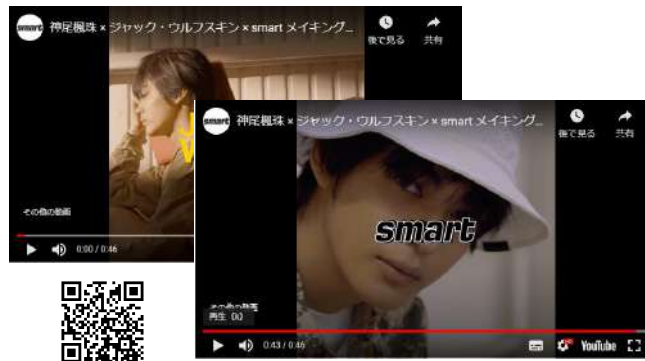 smart 神尾楓珠 × ジャック・ウルフスキン × smart メイキング...
後で見る 共有
その他の動画
0:00 / 0:46
smart 神尾楓珠 × ジャック・ウルフスキン × smart メイキング...
後で見る 共有
smart
その他の動画
再生 (k)
0:43 / 0:46 YouTube